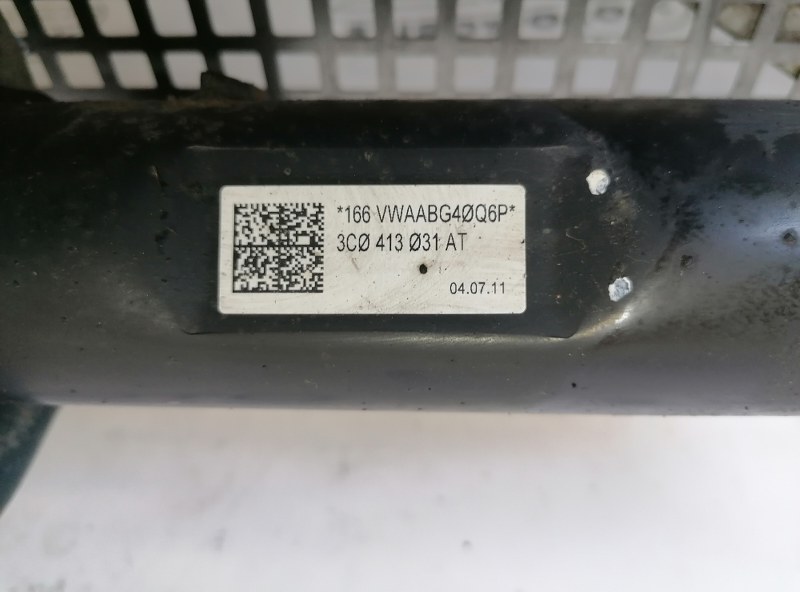 *166 VWAABG4ØQ6P*
3CØ 413 Ø31 AT
04.07.11